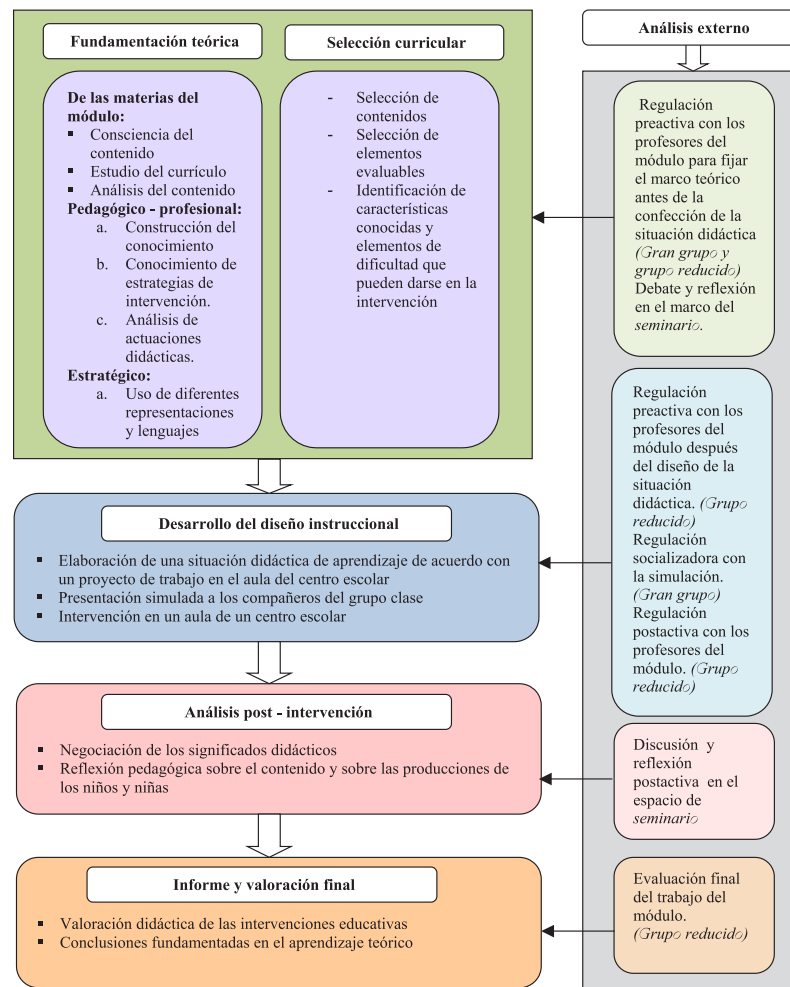 Fundamentación teórica
De las materias del
módulo:
▪ Consciencia del
contenido
▪ Estudio del currículo
▪ Análisis del contenido
Pedagógico - profesional:
a. Construcción del
conocimiento
b. Conocimiento de
estrategias de
intervención.
c. Análisis de
actuaciones
didácticas.
Estratégico:
a. Uso de diferentes
representaciones
y lenguajes
Selección curricular
- Selección de
contenidos
- Selección de
elementos
evaluables
- Identificación de
características
conocidas y
elementos de
dificultad que
pueden darse en la
intervención
Desarrollo del diseño instruccional
▪ Elaboración de una situación didáctica de aprendizaje de acuerdo con
un proyecto de trabajo en el aula del centro escolar
▪ Presentación simulada a los compañeros del grupo clase
▪ Intervención en un aula de un centro escolar
Análisis post - intervención
▪ Negociación de los significados didácticos
▪ Reflexión pedagógica sobre el contenido y sobre las producciones de
los niños y niñas
Informe y valoración final
▪ Valoración didáctica de las intervenciones educativas
▪ Conclusiones fundamentadas en el aprendizaje teórico
Análisis externo
Regulación
preactiva con los
profesores del
módulo para fijar
el marco teórico
antes de la
confección de la
situación didáctica
(Gran grupo y
grupo reducido)
Debate y reflexión
en el marco del
seminario.
Regulación
preactiva con los
profesores del
módulo después
del diseño de la
situación
didáctica. (Grupo
reducido)
Regulación
socializadora con
la simulación.
(Gran grupo)
Regulación
postactiva con los
profesores del
módulo. (Grupo
reducido)
Discusión y
reflexión
postactiva en el
espacio de
seminario
Evaluación final
del trabajo del
módulo.
(Grupo reducido)